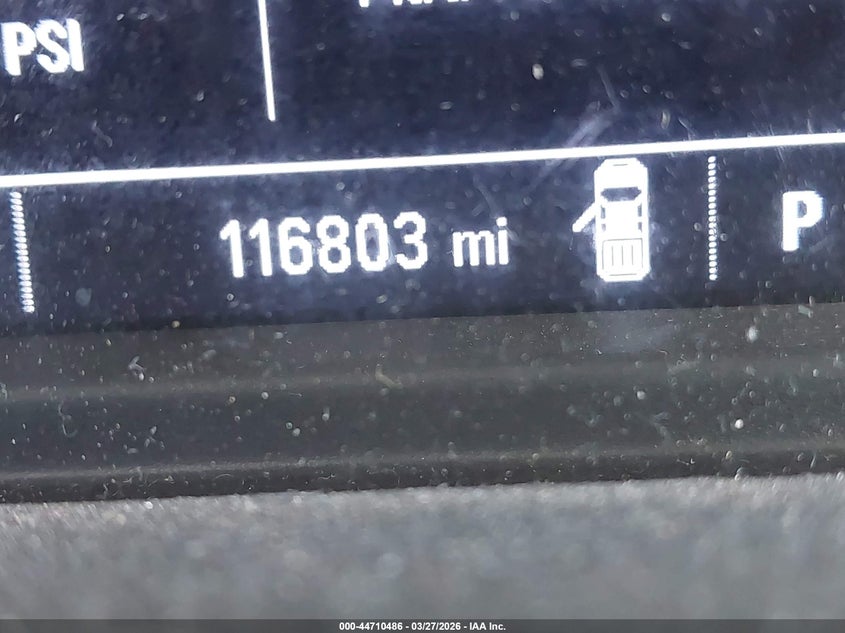 PSI
116803 mi
P
000-44710486 - 03/27/2026 - IAA Inc.